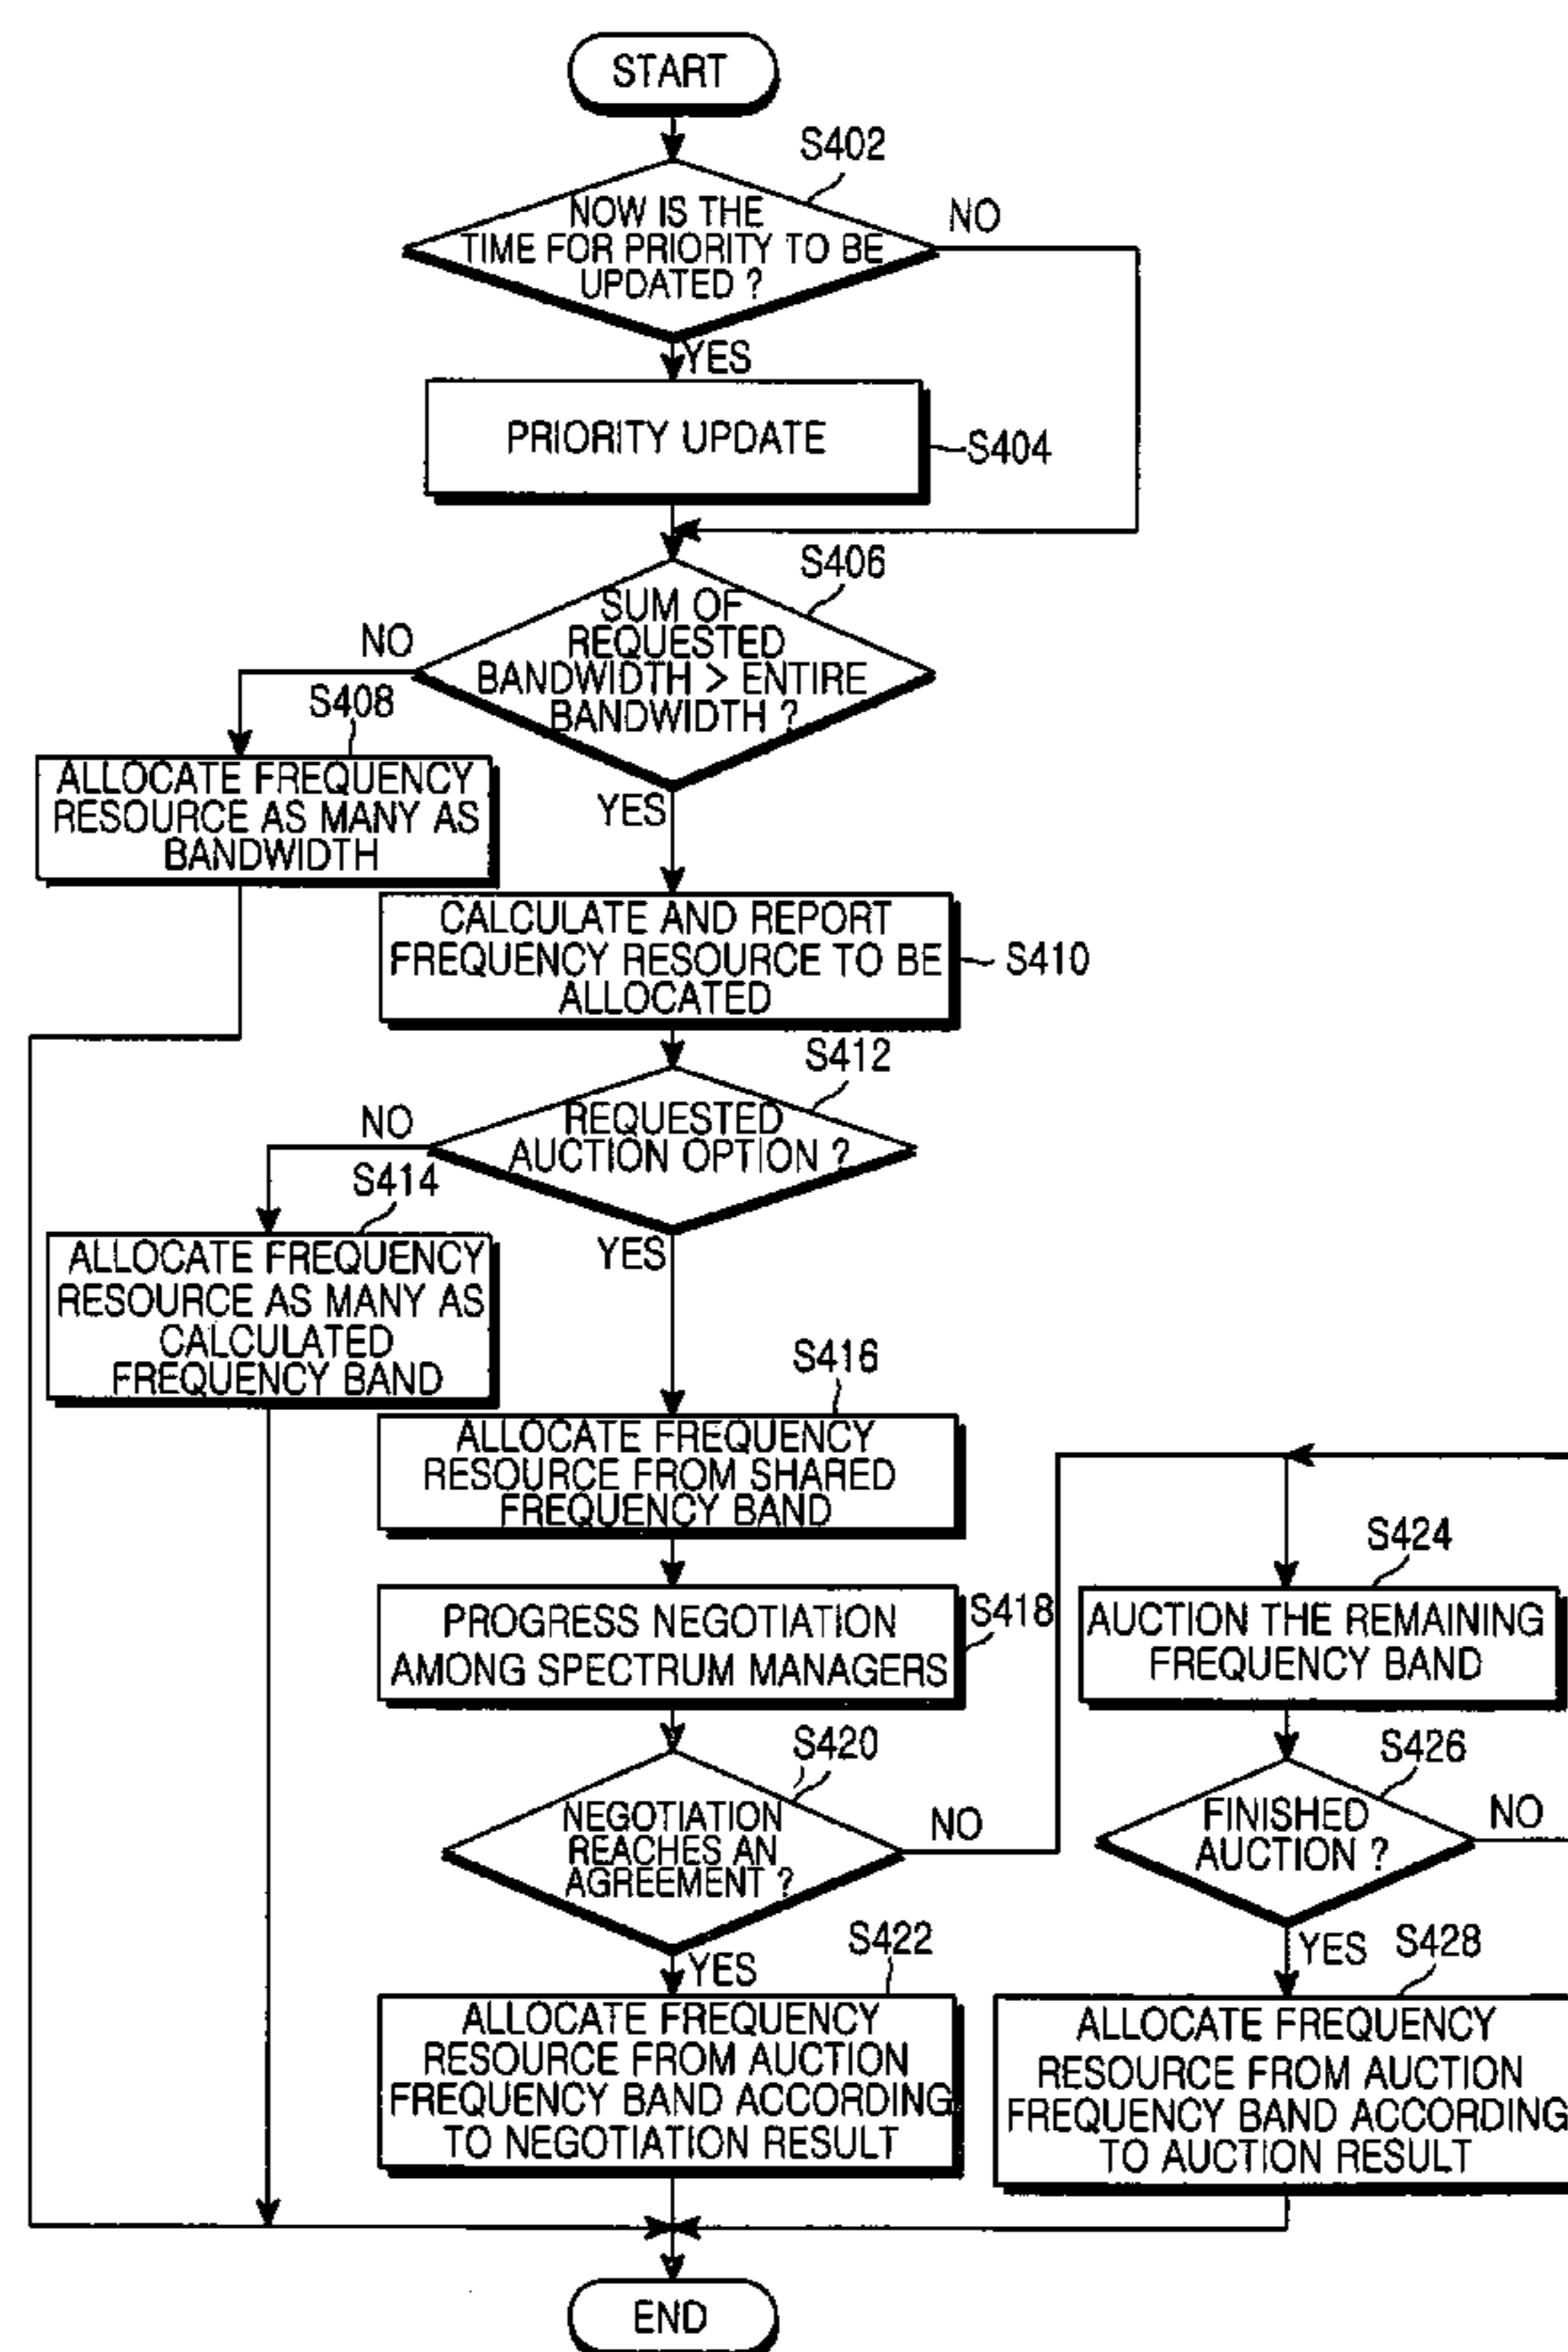 START
S402
NOW IS THE
TIME FOR PRIORITY TO BE
UPDATED ?
NO
YES
PRIORITY UPDATE
S404
S406
SUM OF
REQUESTED
BANDWIDTH > ENTIRE
BANDWIDTH ?
NO
S408
ALLOCATE FREQUENCY
RESOURCE AS MANY AS
BANDWIDTH
YES
CALCULATE AND REPORT
FREQUENCY RESOURCE TO BE
ALLOCATED
S410
S412
REQUESTED
AUCTION OPTION ?
NO
S414
ALLOCATE FREQUENCY
RESOURCE AS MANY AS
CALCULATED
FREQUENCY BAND
YES
S416
ALLOCATE FREQUENCY
RESOURCE FROM SHARED
FREQUENCY BAND
PROGRESS NEGOTIATION
AMONG SPECTRUM MANAGERS
S418
S420
NEGOTIATION
REACHES AN
AGREEMENT ?
NO
YES
S422
ALLOCATE FREQUENCY
RESOURCE FROM AUCTION
FREQUENCY BAND ACCORDING
TO NEGOTIATION RESULT
S424
AUCTION THE REMAINING
FREQUENCY BAND
S426
FINISHED
AUCTION ?
NO
YES
S428
ALLOCATE FREQUENCY
RESOURCE FROM AUCTION
FREQUENCY BAND ACCORDING
TO AUCTION RESULT
END